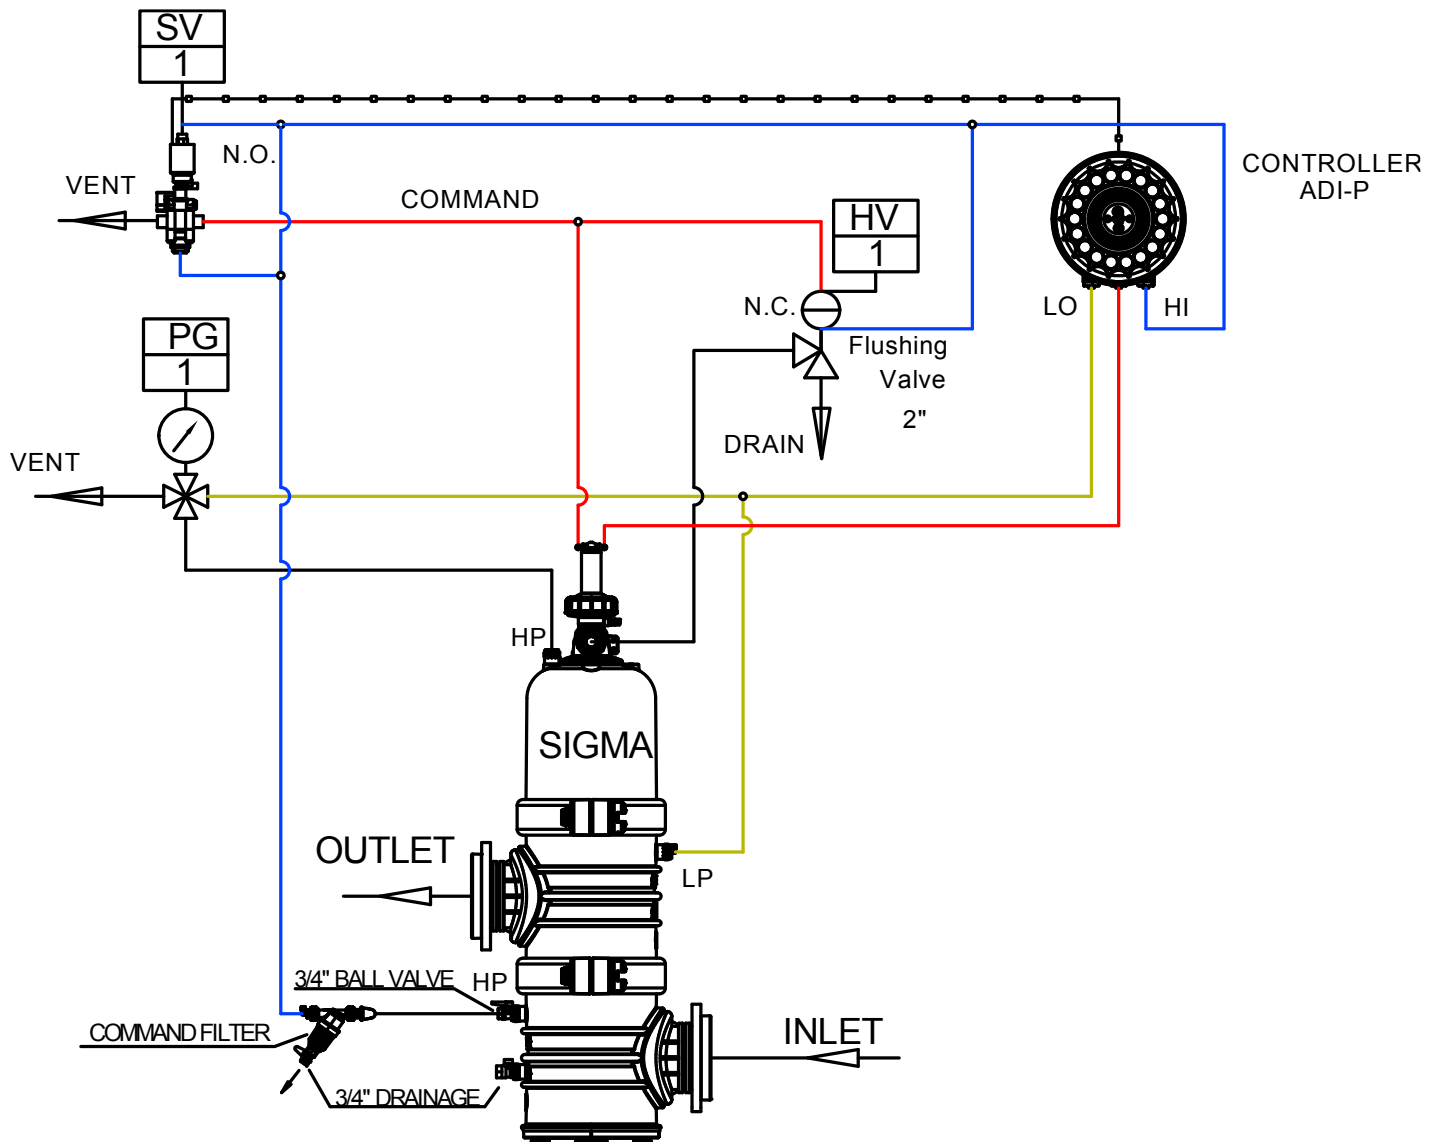 SV
1
N.O.
VENT
COMMAND
HV
1
CONTROLLER
ADI-P
N.C.
LO
HI
PG
1
Flushing
Valve
2"
DRAIN
VENT
HP
SIGMA
OUTLET
LP
3/4" BALL VALVE
HP
COMMAND FILTER
INLET
3/4" DRAINAGE